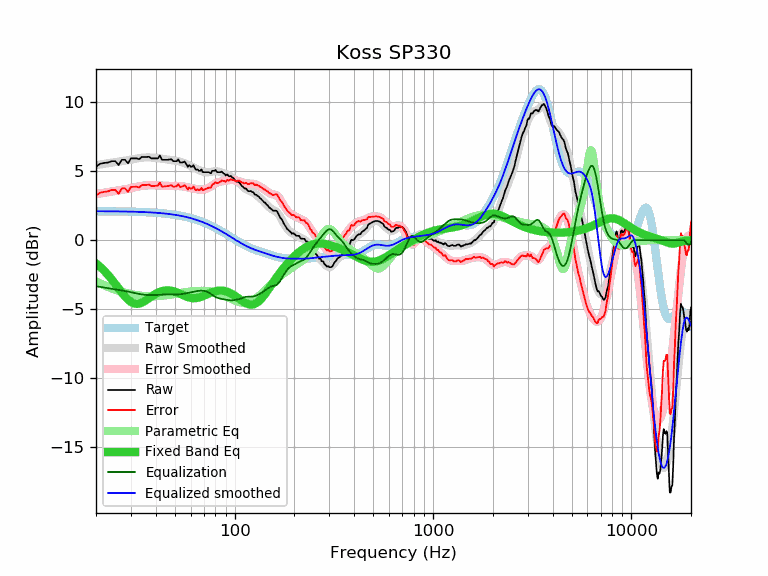 Koss SP330
Amplitude (dBr)
10
5
0
−5
−10
−15
Target
Raw Smoothed
Error Smoothed
Raw
Error
Parametric Eq
Fixed Band Eq
Equalization
Equalized smoothed
100
1000
10000
Frequency (Hz)